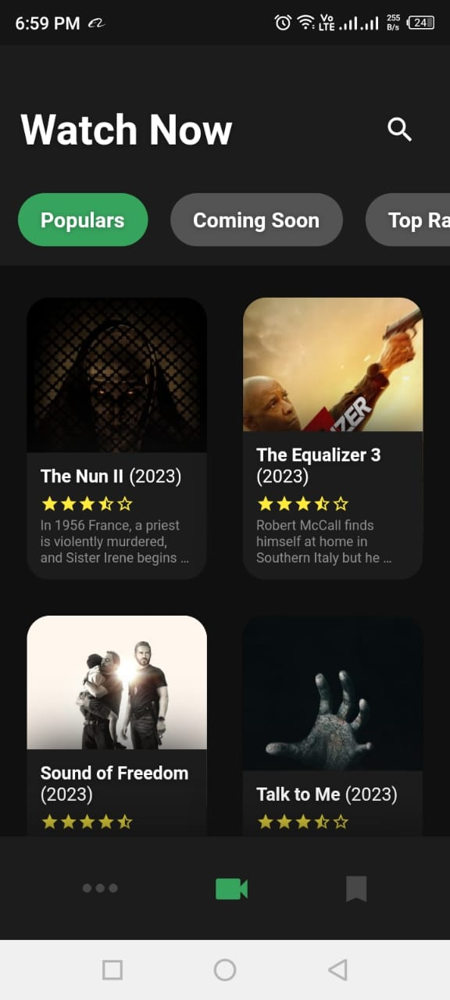 6:59 PM
Vo
LTE
255
B/s
24
Watch Now
Populars
Coming Soon
Top Ra
The Nun II (2023)
In 1956 France, a priest
is violently murdered,
and Sister Irene begins ...
IZER
The Equalizer 3
(2023)
Robert McCall finds
himself at home in
Southern Italy but he ...
Sound of Freedom
(2023)
Talk to Me (2023)